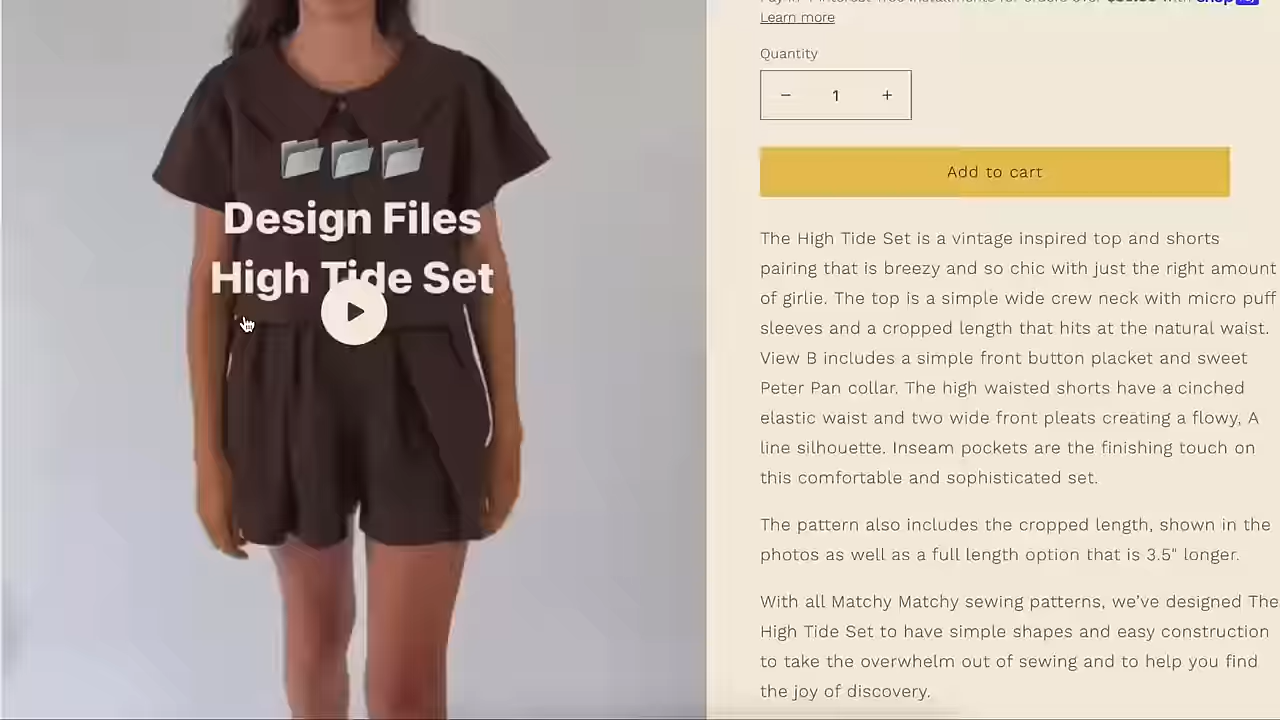 Design Files
High Tide Set
Learn more
Quantity
− 1 +
Add to cart
The High Tide Set is a vintage inspired top and shorts
pairing that is breezy and so chic with just the right amount
of girlie. The top is a simple wide crew neck with micro puff
sleeves and a cropped length that hits at the natural waist.
View B includes a simple front button placket and sweet
Peter Pan collar. The high waisted shorts have a cinched
elastic waist and two wide front pleats creating a flowy, A
line silhouette. Inseam pockets are the finishing touch on
this comfortable and sophisticated set.
The pattern also includes the cropped length, shown in the
photos as well as a full length option that is 3.5" longer.
With all Matchy Matchy sewing patterns, we’ve designed The
High Tide Set to have simple shapes and easy construction
to take the overwhelm out of sewing and to help you find
the joy of discovery.